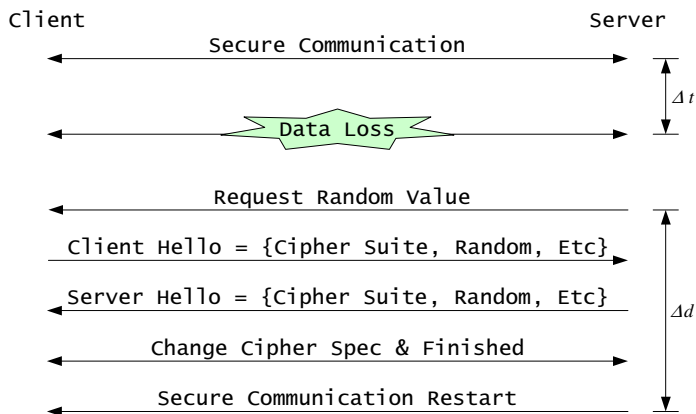 Client Server
Secure Communication
Δt
Data Loss
Request Random Value
Client Hello = {Cipher Suite, Random, Etc}
Server Hello = {Cipher Suite, Random, Etc}
Δd
Change Cipher Spec & Finished
Secure Communication Restart